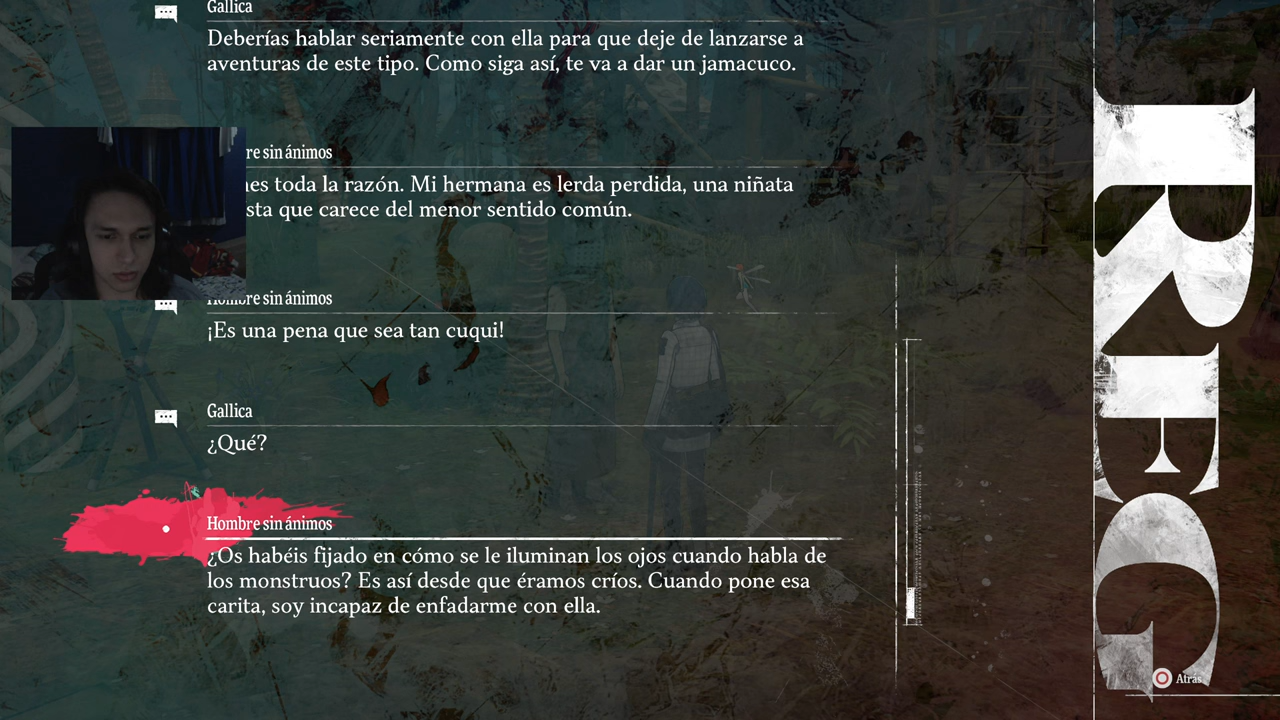 Gallica
Deberías hablar seriamente con ella para que deje de lanzarse a
aventuras de este tipo. Como siga así, te va a dar un jamacuco.
re sin ánimos
nes toda la razón. Mi hermana es lerda perdida, una niñata
sta que carece del menor sentido común.
Hombre sin ánimos
¡Es una pena que sea tan cuqui!
Gallica
¿Qué?
Hombre sin ánimos
¿Os habéis fijado en cómo se le iluminan los ojos cuando habla de
los monstruos? Es así desde que éramos críos. Cuando pone esa
carita, soy incapaz de enfadarme con ella.
Atrás